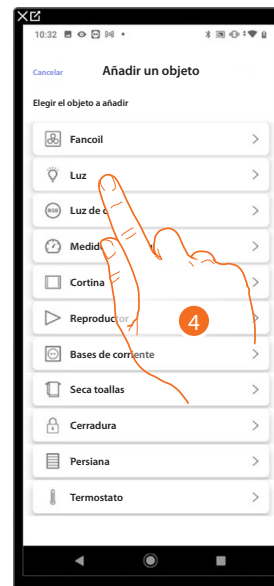 10:32
Cancelar Añadir un objeto
Elegir el objeto a añadir
Fancoil
Luz
RGB Luz de
Medid
Cortina
Reproductor
4
Bases de corriente
Seca toallas
Cerradura
Persiana
Termostato